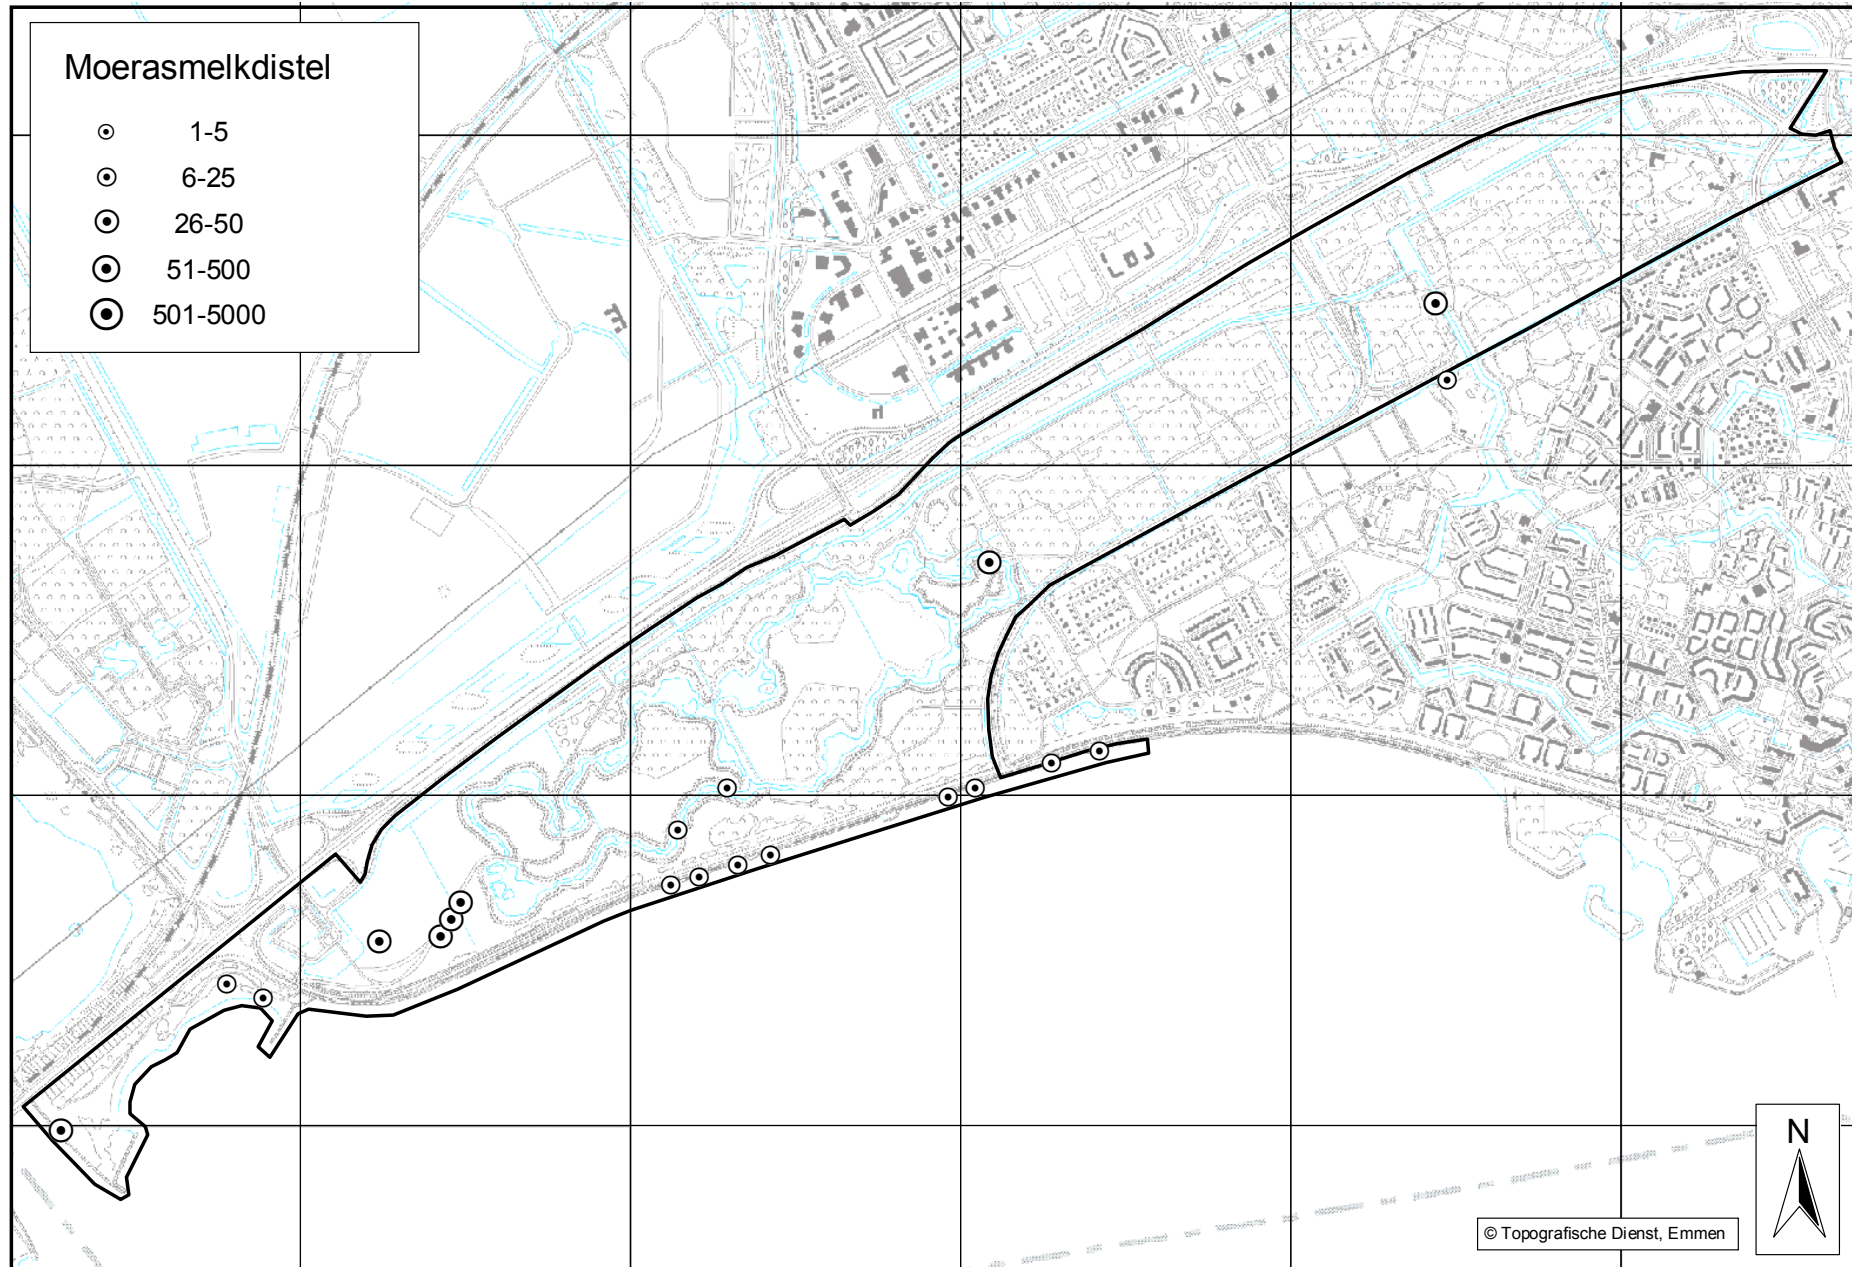 Moerasmelkdistel
1-5
6-25
26-50
51-500
501-5000
N
© Topografische Dienst, Emmen